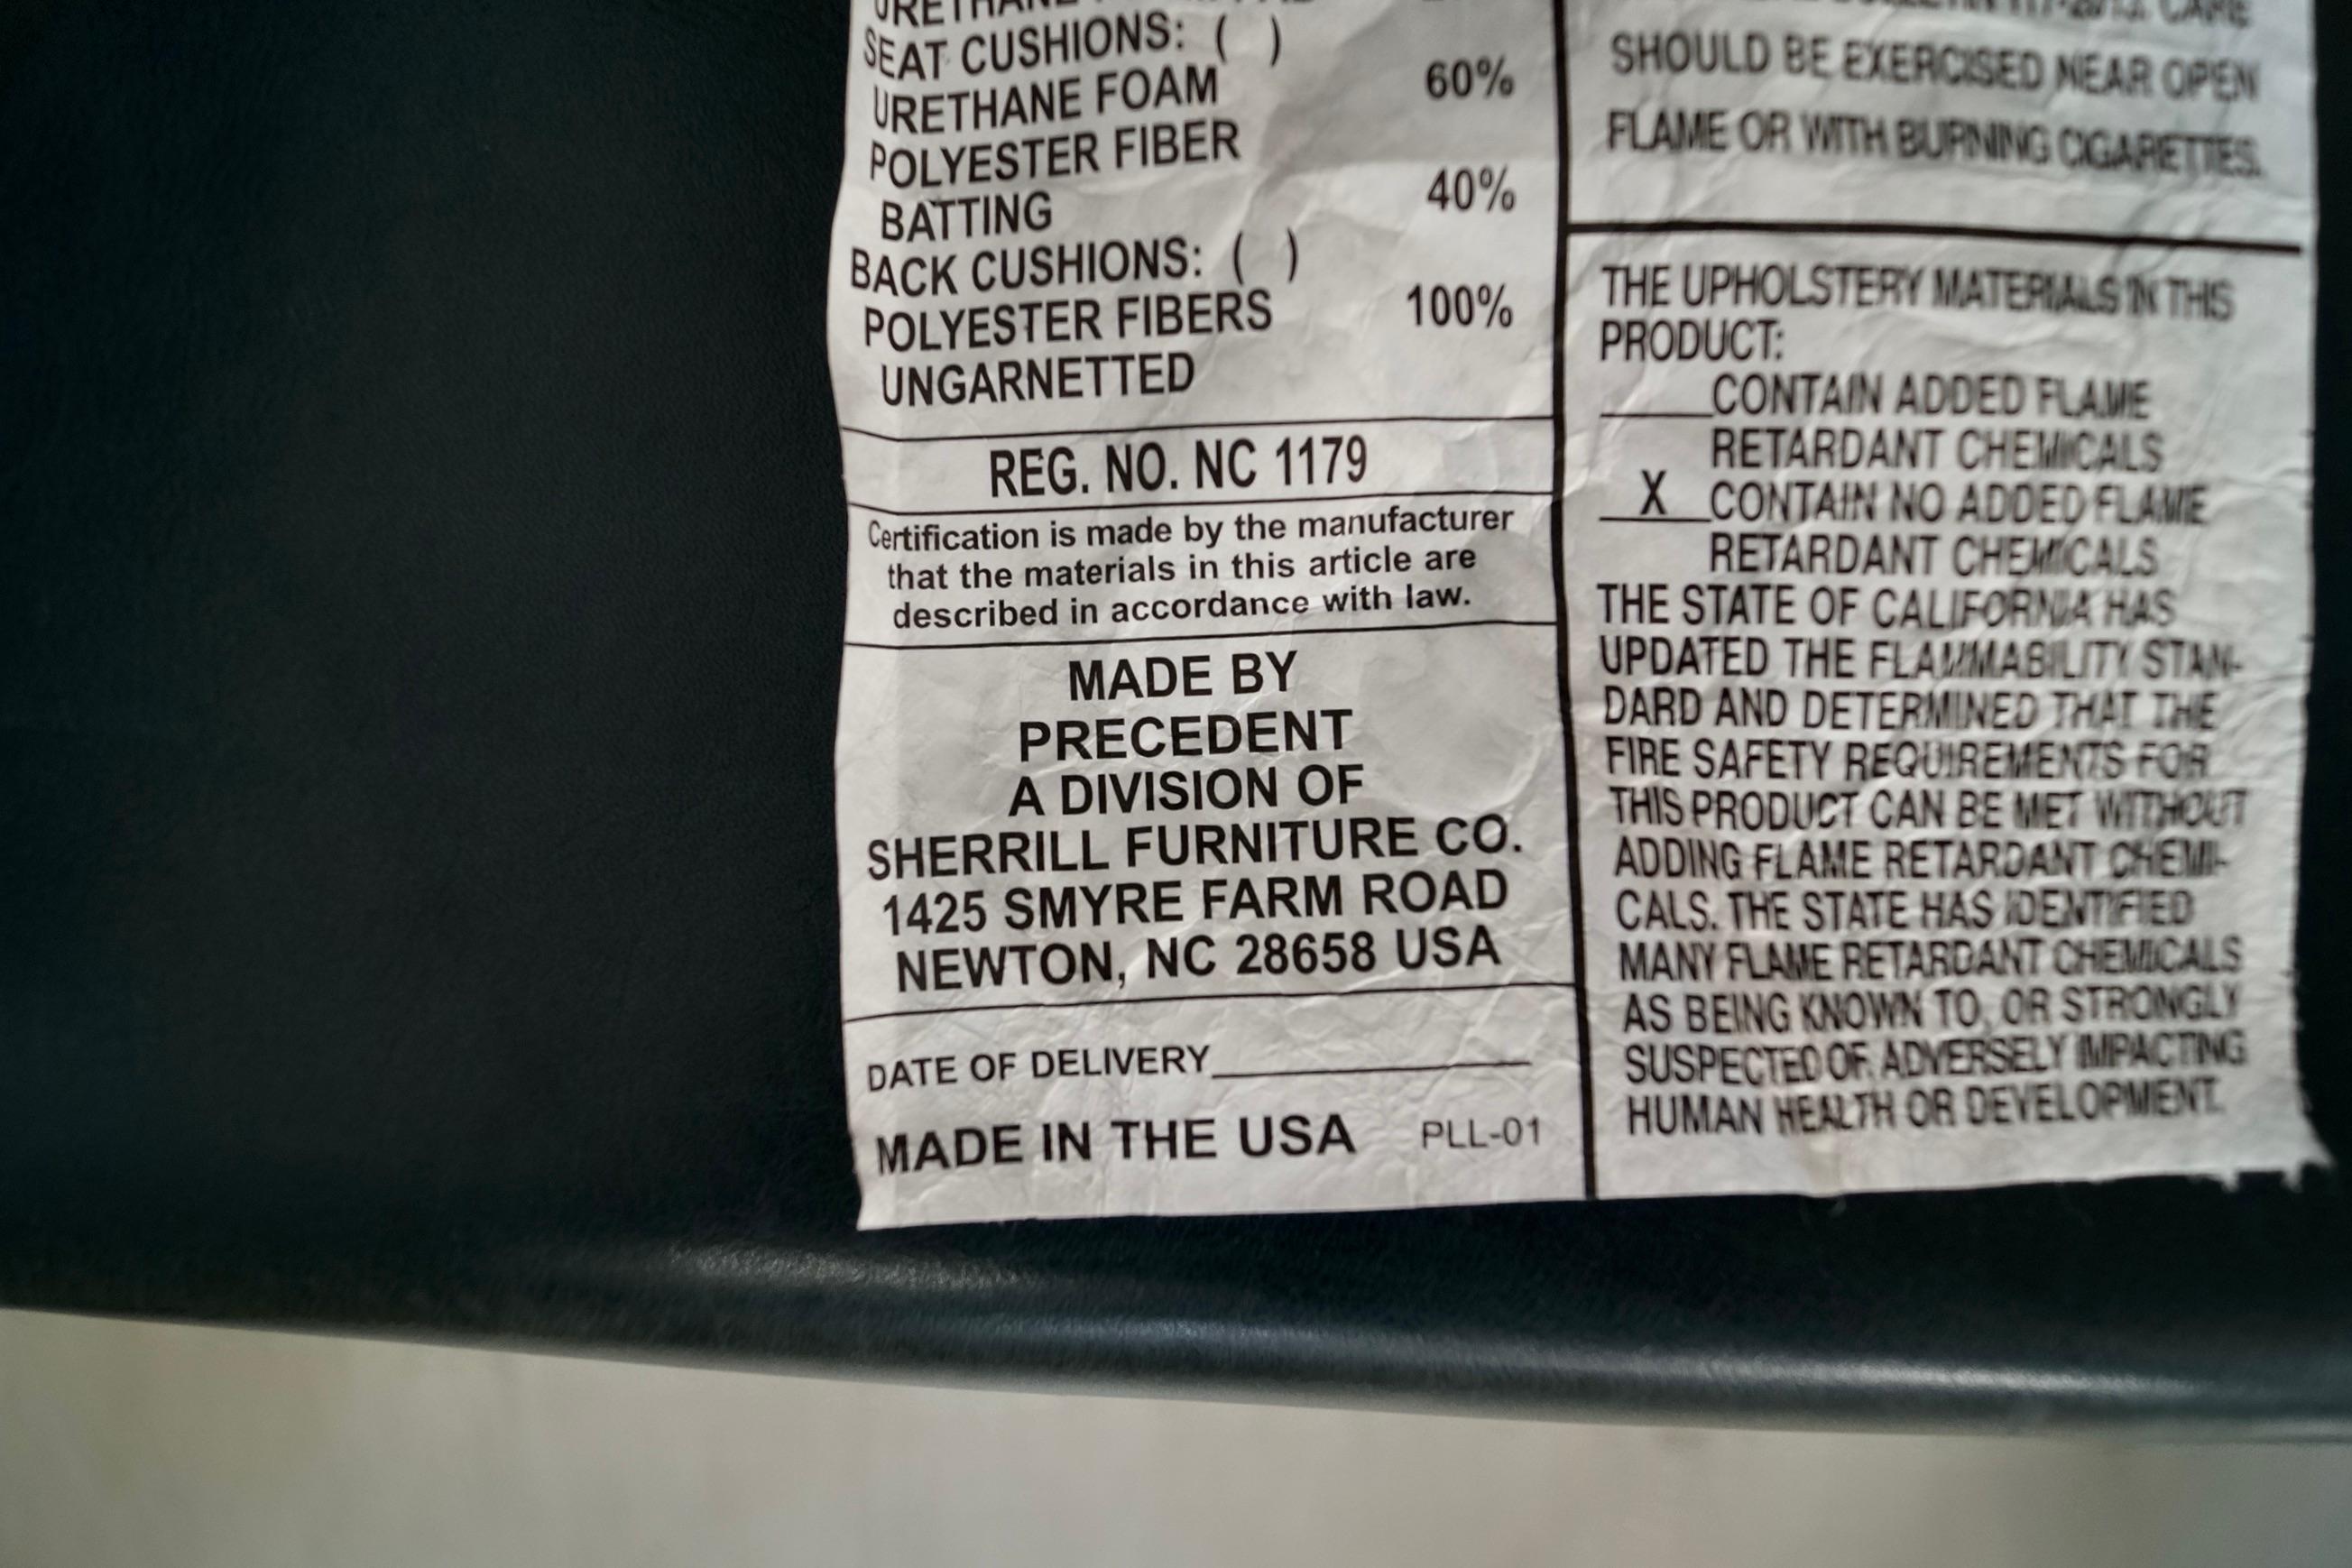 URETHANE
SEAT CUSHIONS: ( )
URETHANE FOAM 60%
POLYESTER FIBER
BATTING 40%
BACK CUSHIONS: ( )
POLYESTER FIBERS 100%
UNGARNETTED
REG. NO. NC 1179
Certification is made by the manufacturer
that the materials in this article are
described in accordance with law.
MADE BY
PRECEDENT
A DIVISION OF
SHERRILL FURNITURE CO.
1425 SMYRE FARM ROAD
NEWTON, NC 28658 USA
DATE OF DELIVERY
MADE IN THE USA PLL-01
117-2013. CARE
SHOULD BE EXERCISED NEAR OPEN
FLAME OR WITH BURNING CIGARETTES.
THE UPHOLSTERY MATERIALS IN THIS
PRODUCT:
CONTAIN ADDED FLAME
RETARDANT CHEMICALS
X CONTAIN NO ADDED FLAME
RETARDANT CHEMICALS
THE STATE OF CALIFORNIA HAS
UPDATED THE FLAMMABILITY STAN-
DARD AND DETERMINED THAT THE
FIRE SAFETY REQUIREMENTS FOR
THIS PRODUCT CAN BE MET WITHOUT
ADDING FLAME RETARDANT CHEMI-
CALS. THE STATE HAS IDENTIFIED
MANY FLAME RETARDANT CHEMICALS
AS BEING KNOWN TO, OR STRONGLY
SUSPECTED OF, ADVERSELY IMPACTING
HUMAN HEALTH OR DEVELOPMENT.